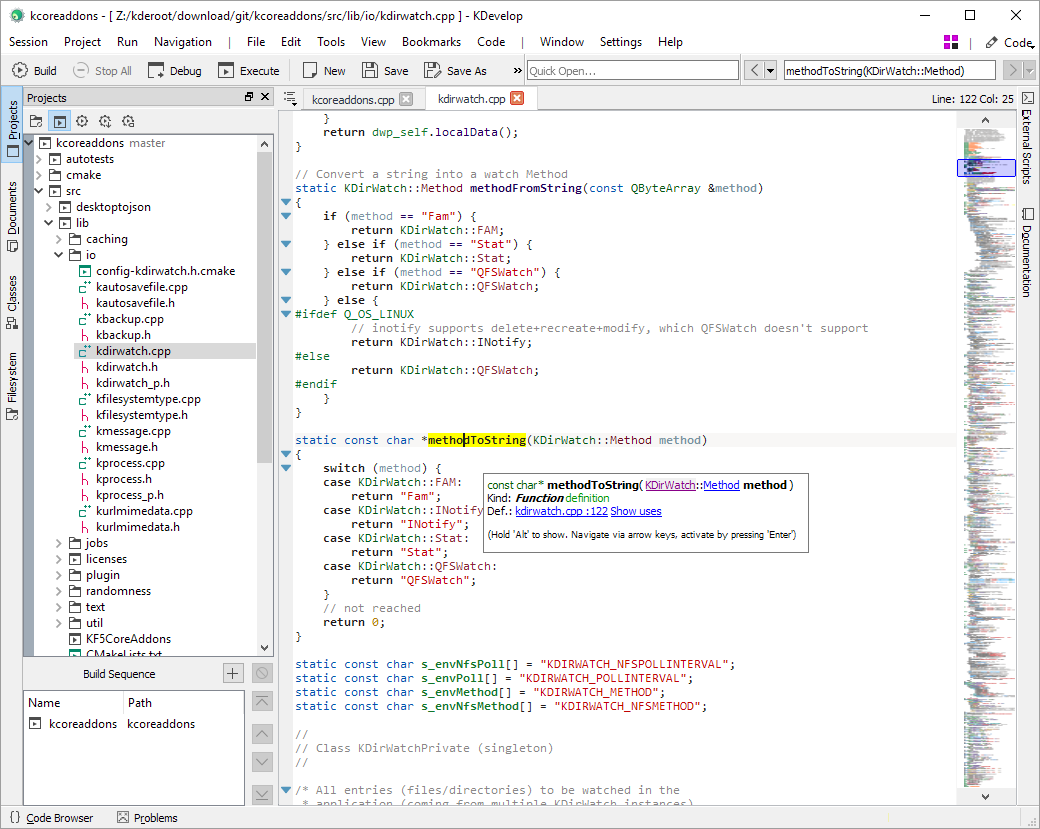 kcoreaddons - [ Z:/kderoot/download/git/kcoreaddons/src/lib/io/kdirwatch.cpp ] - KDevelop
Session Project Run Navigation | File Edit Tools View Bookmarks Code | Window Settings Help | Code
Build Stop All Debug Execute New Save Save As » Quick Open... methodToString(KDirWatch::Method)
Projects
kcoreaddons.cpp kdirwatch.cpp Line: 122 Col: 25
Projects
Documents
Classes
Filesystem
kcoreaddons master
autotests
cmake
src
desktoptojson
lib
caching
io
config-kdirwatch.h.cmake
kautosavefile.cpp
kautosavefile.h
kbackup.cpp
kbackup.h
kdirwatch.cpp
kdirwatch.h
kdirwatch_p.h
kfilesystemtype.cpp
kfilesystemtype.h
kmessage.cpp
kmessage.h
kprocess.cpp
kprocess.h
kprocess_p.h
kurlmimedata.cpp
kurlmimedata.h
jobs
licenses
plugin
randomness
text
util
KF5CoreAddons
CMakeLists.txt
Build Sequence
Name Path
kcoreaddons kcoreaddons
}
return dwp_self.localData();
}
// Convert a string into a watch Method
static KDirWatch::Method methodFromString(const QByteArray &method)
{
if (method == "Fam") {
return KDirWatch::FAM;
} else if (method == "Stat") {
return KDirWatch::Stat;
} else if (method == "QFSWatch") {
return KDirWatch::QFSWatch;
} else {
#ifdef Q_OS_LINUX
// inotify supports delete+recreate+modify, which QFSWatch doesn't support
return KDirWatch::INotify;
#else
return KDirWatch::QFSWatch;
#endif
}
}
static const char *methodToString(KDirWatch::Method method)
{
switch (method) {
case KDirWatch::FAM:
return "Fam";
case KDirWatch::INotify
return "INotify";
case KDirWatch::Stat:
return "Stat";
case KDirWatch::QFSWatch:
return "QFSWatch";
}
// not reached
return 0;
}
const char* methodToString( KDirWatch::Method method )
Kind: Function definition
Def.: kdirwatch.cpp :122 Show uses
(Hold 'Alt' to show. Navigate via arrow keys, activate by pressing 'Enter')
static const char s_envNfsPoll[] = "KDIRWATCH_NFSPOLLINTERVAL";
static const char s_envPoll[] = "KDIRWATCH_POLLINTERVAL";
static const char s_envMethod[] = "KDIRWATCH_METHOD";
static const char s_envNfsMethod[] = "KDIRWATCH_NFSMETHOD";
//
// Class KDirWatchPrivate (singleton)
//
/* All entries (files/directories) to be watched in the
* application (coming from multiple KDirWatch instances)
External Scripts
Documentation
Code Browser Problems